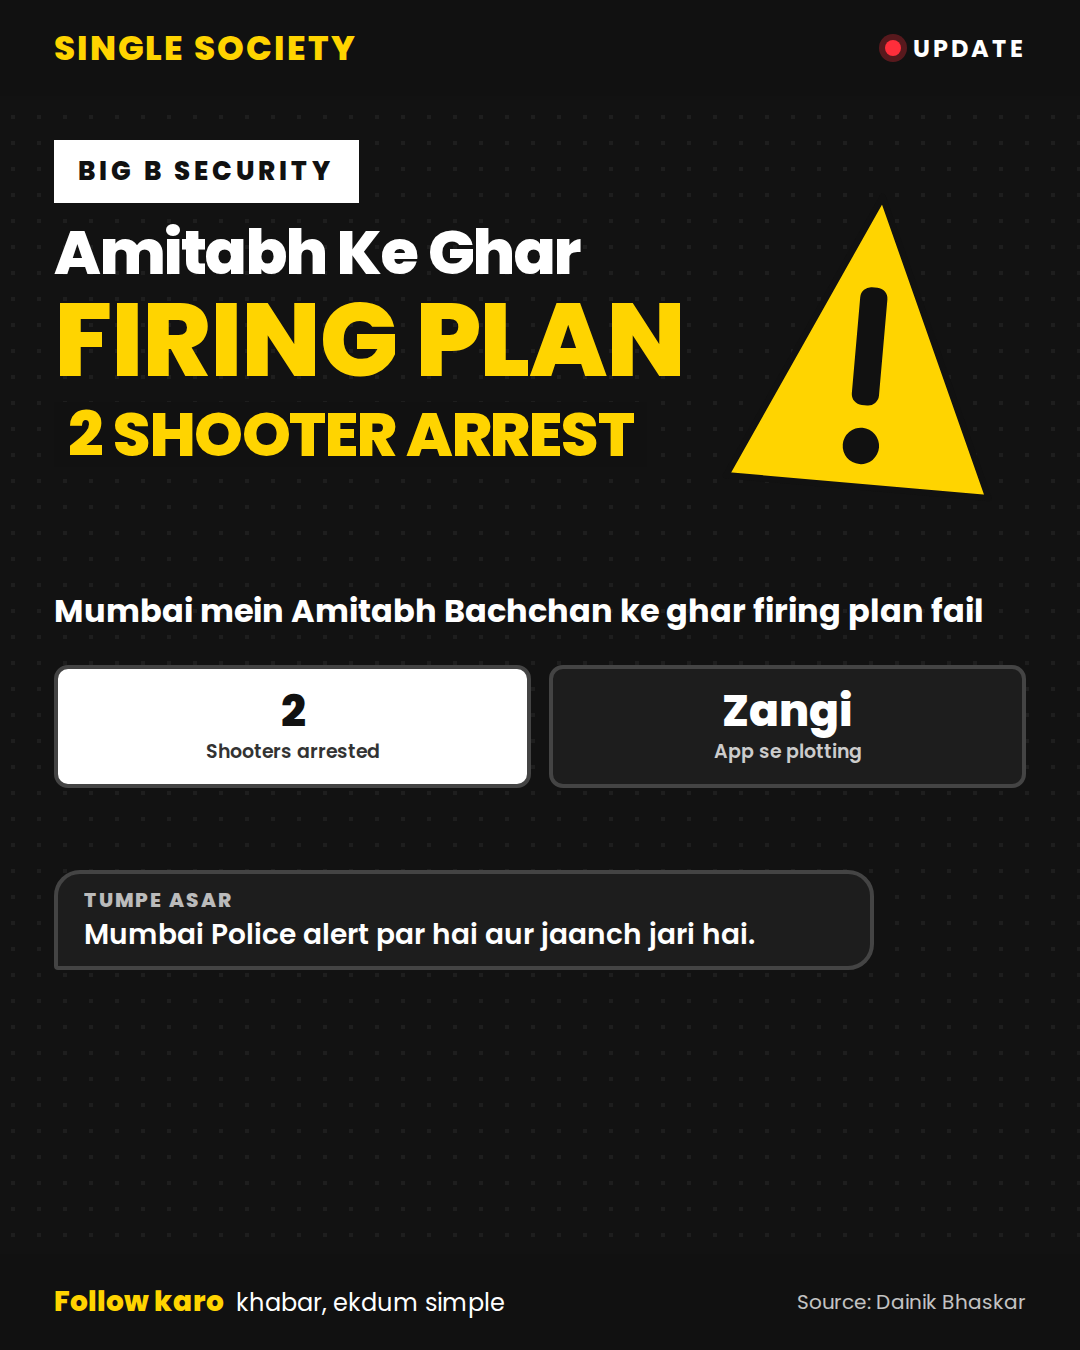 SINGLE SOCIETY
UPDATE
BIG B SECURITY
Amitabh Ke Ghar
FIRING PLAN
2 SHOOTER ARREST
Mumbai mein Amitabh Bachchan ke ghar firing plan fail
2
Shooters arrested
Zangi
App se plotting
TUMPE ASAR
Mumbai Police alert par hai aur jaanch jari hai.
Follow karo khabar, ekdum simple
Source: Dainik Bhaskar